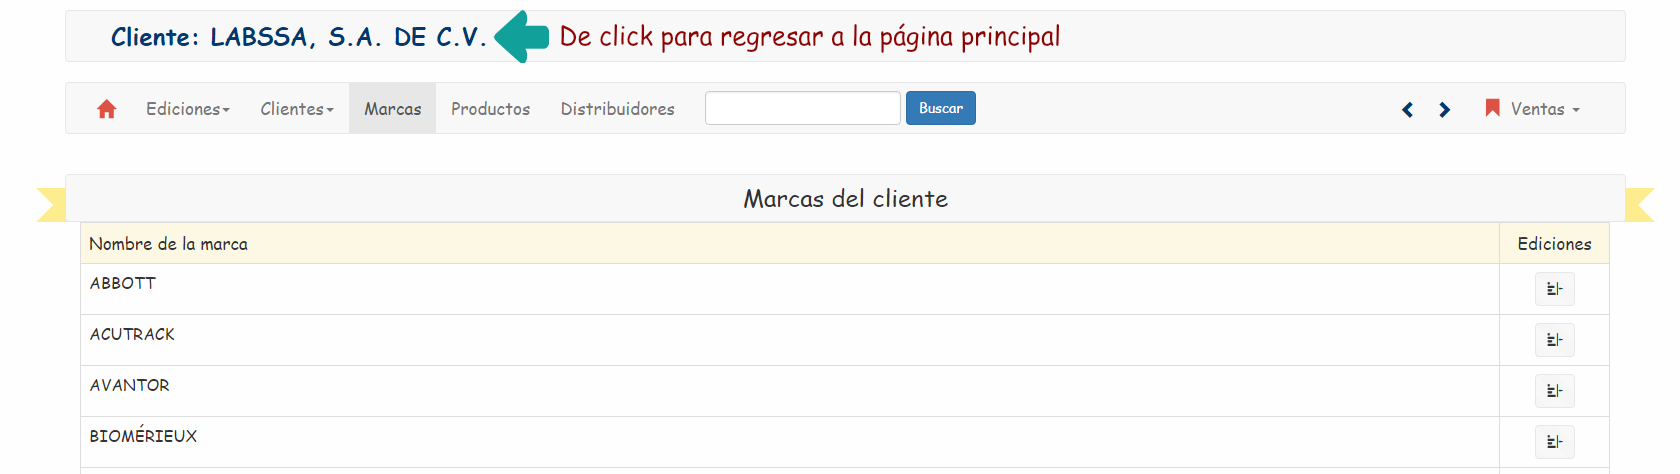 Cliente: LABSSA, S.A. DE C.V. De click para regresar a la página principal
Ediciones Clientes Marcas Productos Distribuidores Buscar Ventas
Marcas del cliente
Nombre de la marca Ediciones
ABBOTT
ACUTRACK
AVANTOR
BIOMÉRIEUX